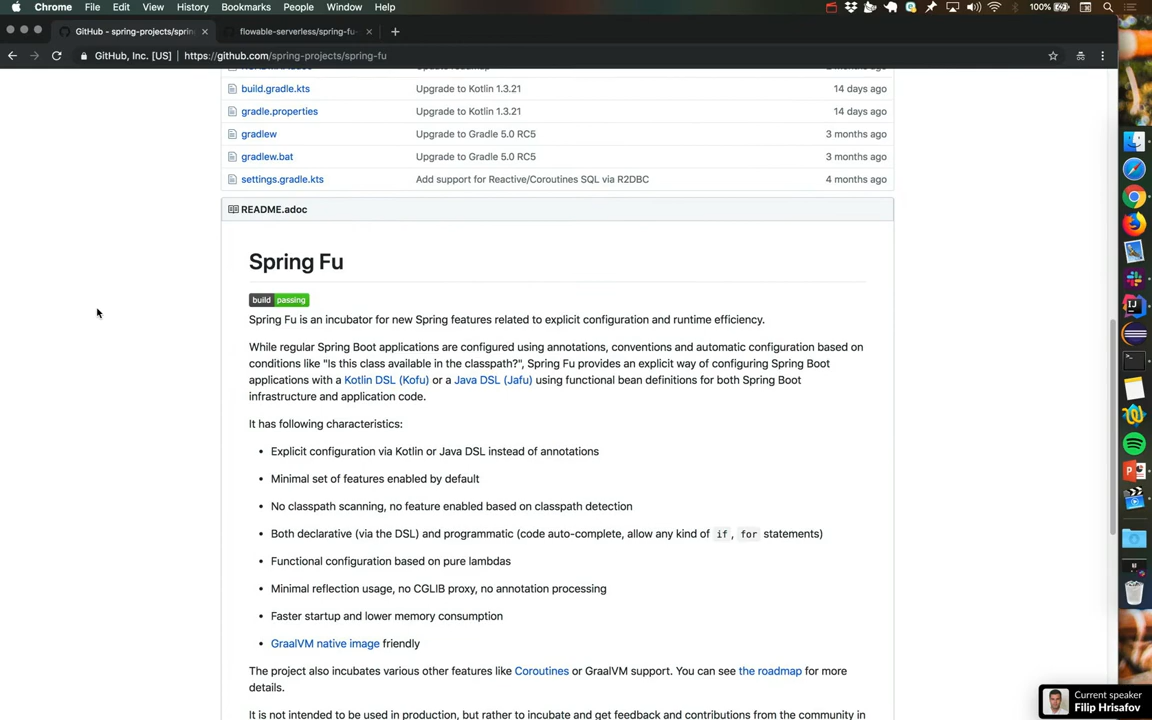 Chrome File Edit View History Bookmarks People Window Help 100%
GitHub - spring-projects/sprin
flowable-serverless/spring-fu
GitHub, Inc. [US] https://github.com/spring-projects/spring-fu
build.gradle.kts Upgrade to Kotlin 1.3.21 14 days ago
gradle.properties Upgrade to Kotlin 1.3.21 14 days ago
gradlew Upgrade to Gradle 5.0 RC5 3 months ago
gradlew.bat Upgrade to Gradle 5.0 RC5 3 months ago
settings.gradle.kts Add support for Reactive/Coroutines SQL via R2DBC 4 months ago
README.adoc
Spring Fu
build passing
Spring Fu is an incubator for new Spring features related to explicit configuration and runtime efficiency.
While regular Spring Boot applications are configured using annotations, conventions and automatic configuration based on
conditions like "Is this class available in the classpath?", Spring Fu provides an explicit way of configuring Spring Boot
applications with a Kotlin DSL (Kofu) or a Java DSL (Jafu) using functional bean definitions for both Spring Boot
infrastructure and application code.
It has following characteristics:
• Explicit configuration via Kotlin or Java DSL instead of annotations
• Minimal set of features enabled by default
• No classpath scanning, no feature enabled based on classpath detection
• Both declarative (via the DSL) and programmatic (code auto-complete, allow any kind of if, for statements)
• Functional configuration based on pure lambdas
• Minimal reflection usage, no CGLIB proxy, no annotation processing
• Faster startup and lower memory consumption
• GraalVM native image friendly
The project also incubates various other features like Coroutines or GraalVM support. You can see the roadmap for more
details.
It is not intended to be used in production, but rather to incubate and get feedback and contributions from the community in
Current speaker
Filip Hrisafov